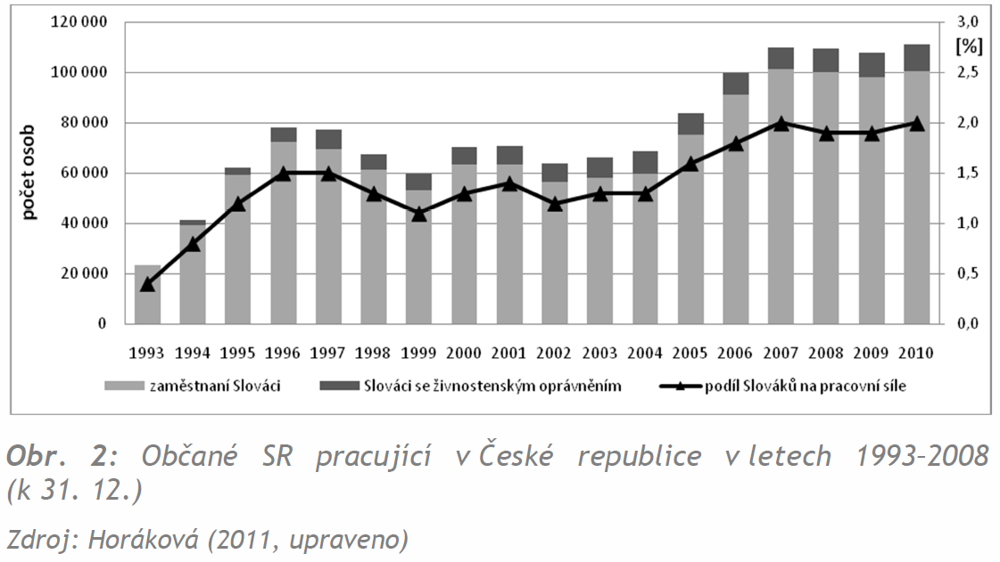 120 000
100 000
80 000
60 000
40 000
20 000
0
počet osob
3,0
[%]
2,5
2,0
1,5
1,0
0,5
0,0
1993 1994 1995 1996 1997 1998 1999 2000 2001 2002 2003 2004 2005 2006 2007 2008 2009 2010
zaměstnaní Slováci Slováci se živnostenským oprávněním podíl Slováků na pracovní síle
Obr. 2: Občané SR pracující v České republice v letech 1993-2008
(k 31. 12.)
Zdroj: Horáková (2011, upraveno)